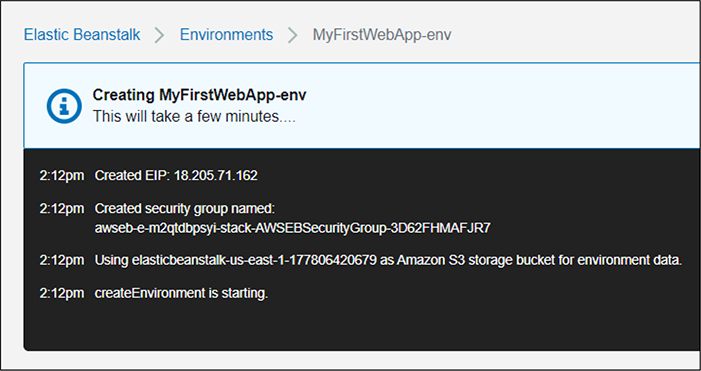 Elastic Beanstalk > Environments > MyFirstWebApp-env
Creating MyFirstWebApp-env
This will take a few minutes....
2:12pm Created EIP: 18.205.71.162
2:12pm Created security group named:
awseb-e-m2qtdbpsyi-stack-AWSEBSecurityGroup-3D62FHMAFJR7
2:12pm Using elasticbeanstalk-us-east-1-177806420679 as Amazon S3 storage bucket for environment data.
2:12pm createEnvironment is starting.